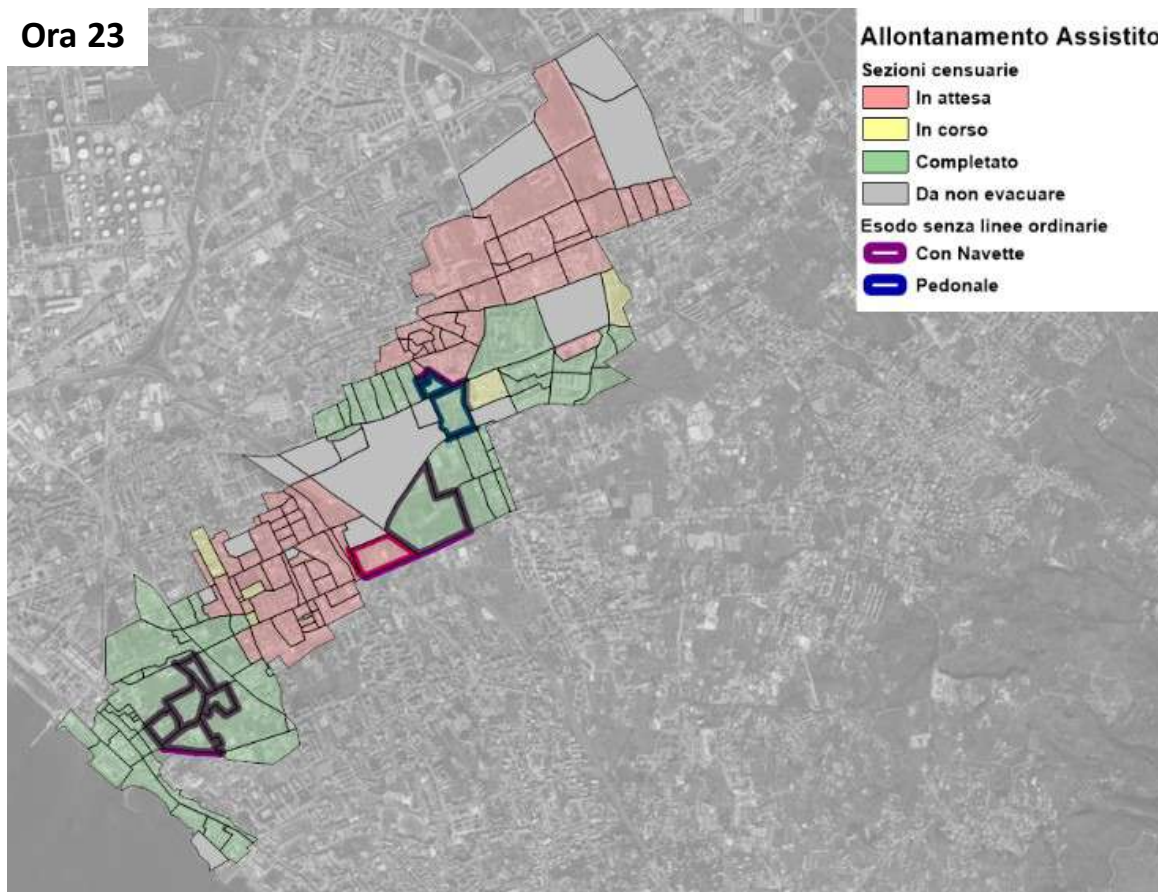 Ora 23
Allontanamento Assistito
Sezioni censuarie
In attesa
In corso
Completato
Da non evacuare
Esodo senza linee ordinarie
Con Navette
Pedonale